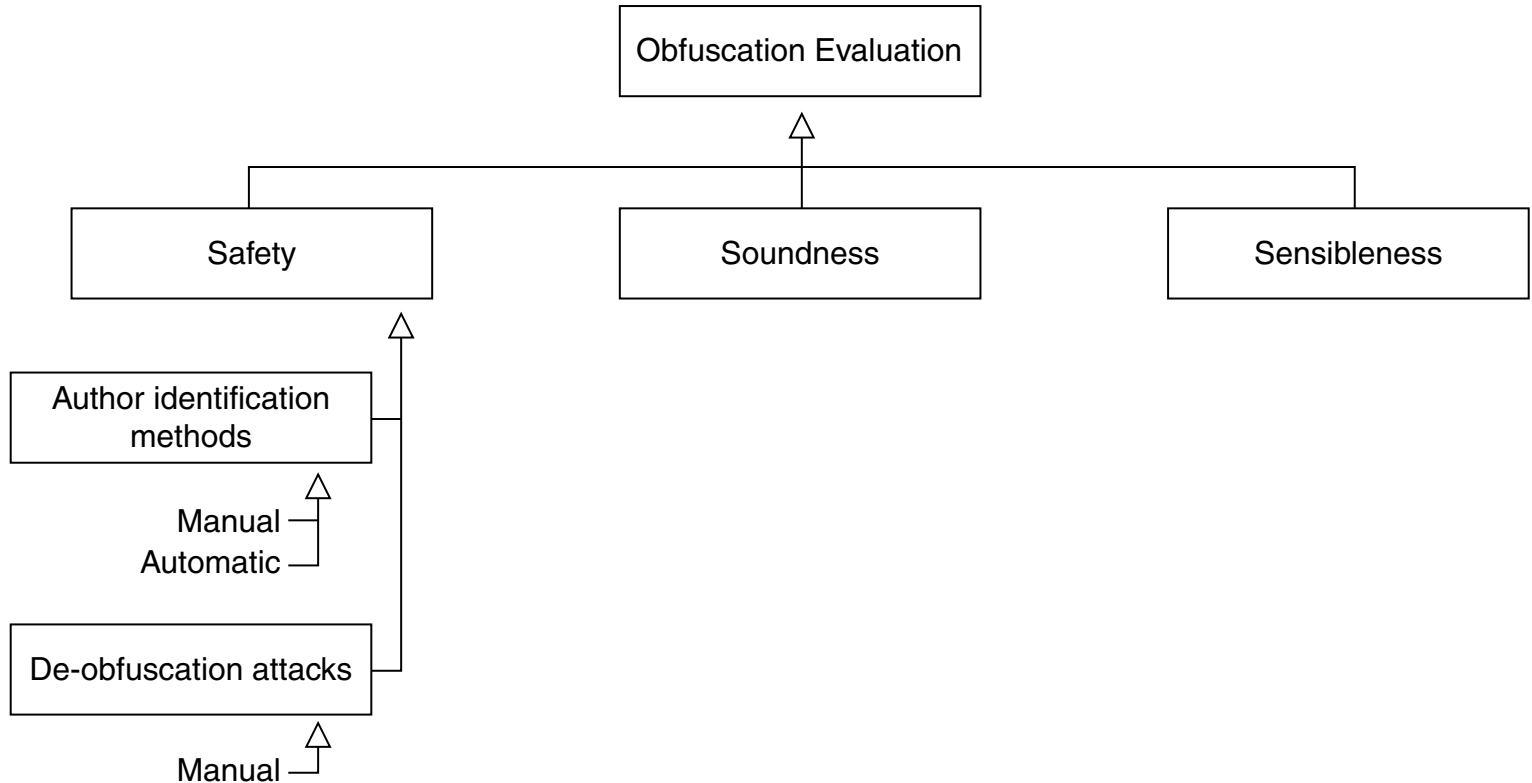 Obfuscation Evaluation
Safety
Soundness
Sensibleness
Author identification
methods
Manual
Automatic
De-obfuscation attacks
Manual